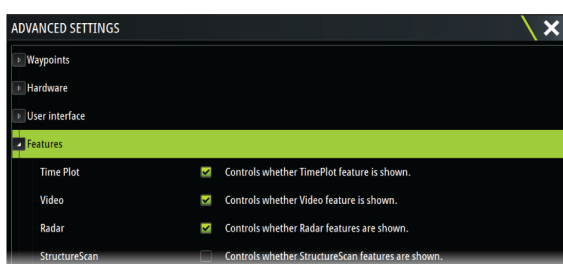 ADVANCED SETTINGS
Waypoints
Hardware
User interface
Features
Time Plot Controls whether TimePlot feature is shown.
Video Controls whether Video feature is shown.
Radar Controls whether Radar features are shown.
StructureScan Controls whether StructureScan features are shown.